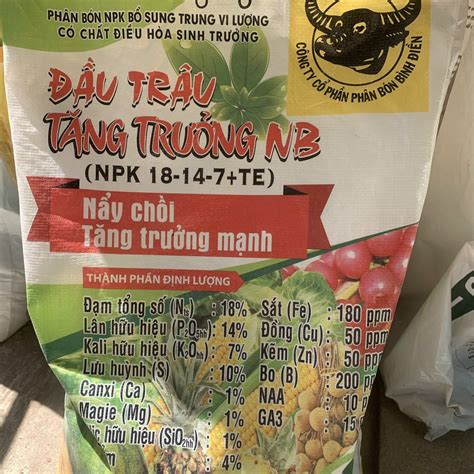 PHÂN BÓN NPK BỔ SUNG TRUNG VI LƯỢNG
CÓ CHẤT ĐIỀU HÒA SINH TRƯỞNG
CÔNG TY CỔ PHẦN PHÂN BÓN BÌNH ĐIỀN
ĐẦU TRÂU
TĂNG TRƯỞNG NB
(NPK 18-14-7+TE)
Nẩy chồi
Tăng trưởng mạnh
THÀNH PHẦN ĐỊNH LƯỢNG
Đạm tổng số (Nts) : 18%
Lân hữu hiệu (P2O5hh): 14%
Kali hữu hiệu (K2Ohh) : 7%
Lưu huỳnh (S) : 10%
Canxi (Ca) : 1%
Magie (Mg) : 1%
hữu hiệu (SiO2hh) : 1%
: 4%
Sắt (Fe) : 180 ppm
Đồng (Cu) : 50 ppm
Kẽm (Zn) : 50 ppm
Bo (B) : 200 pp
NAA : 10 p
GA3 : 15